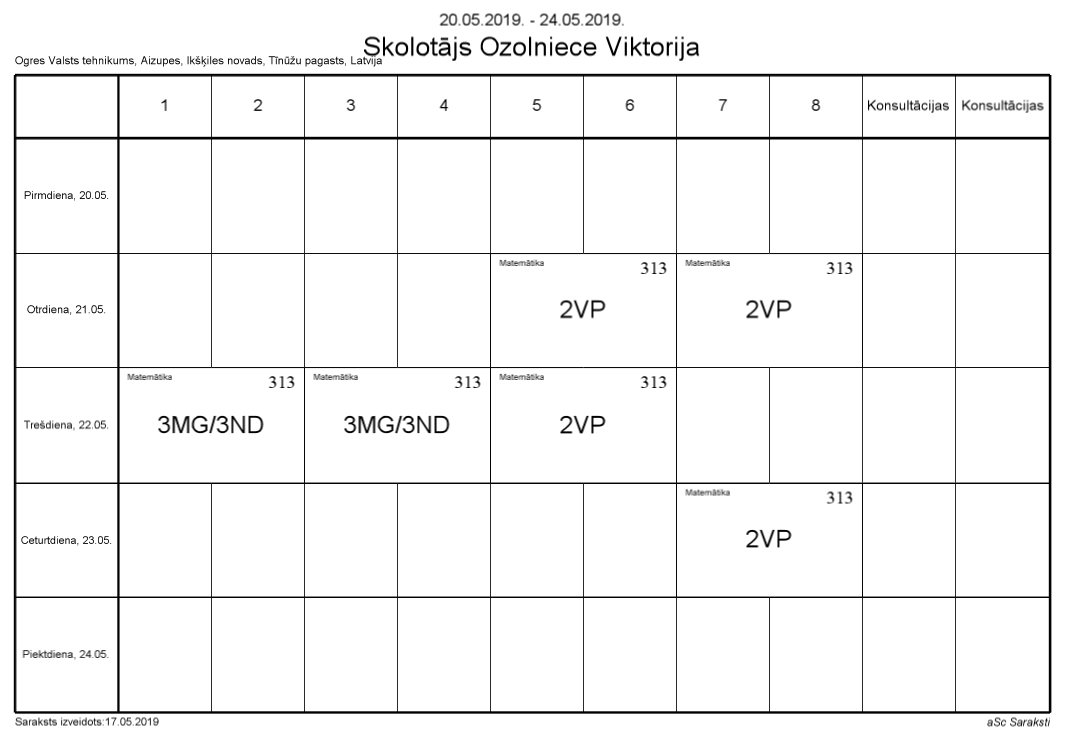 20.05.2019. - 24.05.2019.
Skolotājs Ozolniece Viktorija
Ogres Valsts tehnikums, Aizupes, Ikšķiles novads, Tīnūžu pagasts, Latvija
1 2 3 4 5 6 7 8 Konsultācijas Konsultācijas
Pirmdiena, 20.05.
Matemātika 313 Matemātika 313
Otrdiena, 21.05. 2VP 2VP
Matemātika 313 Matemātika 313 Matemātika 313
Trešdiena, 22.05. 3MG/3ND 3MG/3ND 2VP
Matemātika 313
Ceturtdiena, 23.05. 2VP
Piektdiena, 24.05.
Saraksts izveidots:17.05.2019 aSc Saraksti